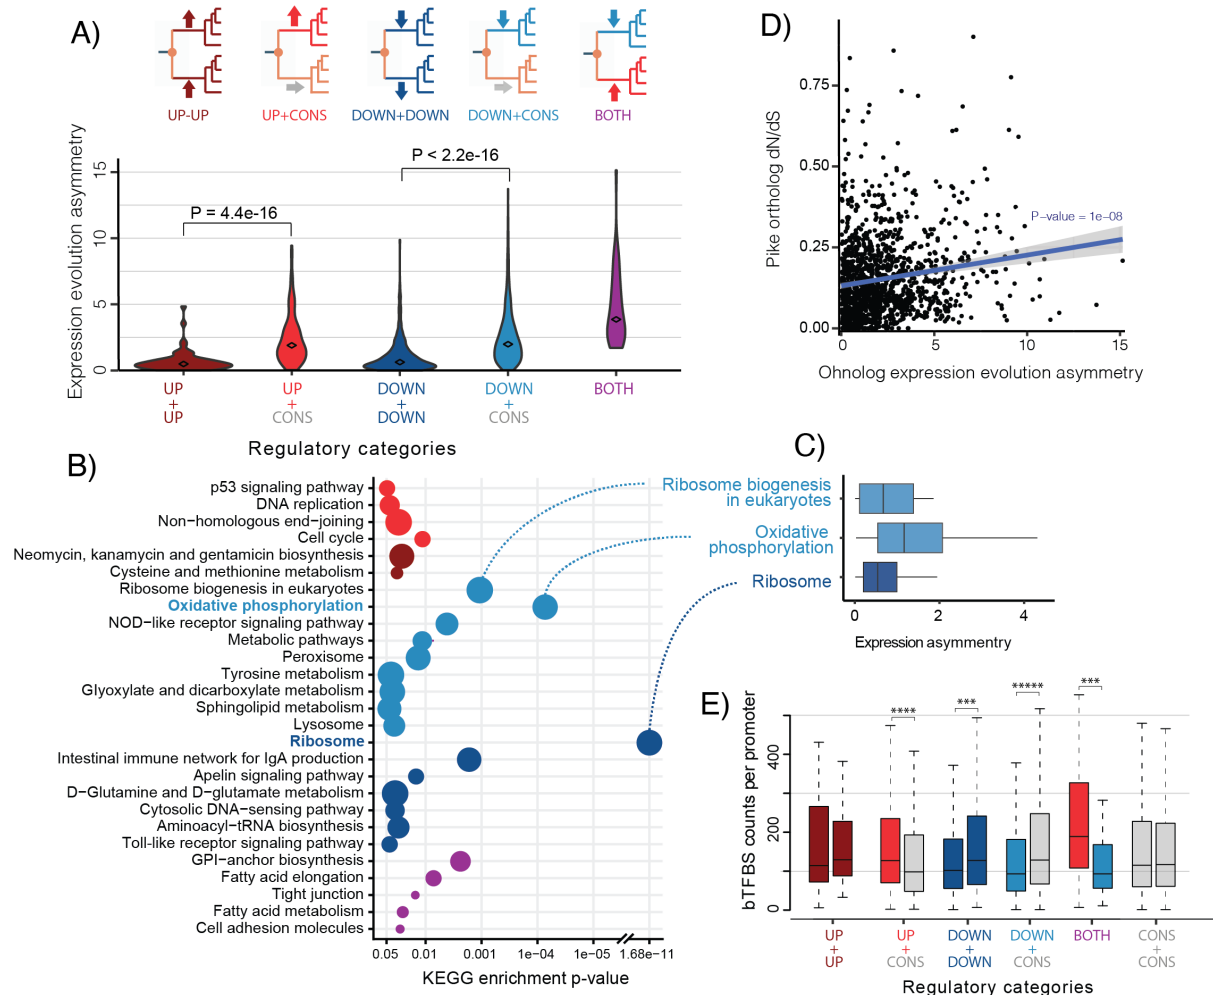 A)
UP-UP
UP+CONS
DOWN+DOWN
DOWN+CONS
BOTH
Expression evolution asymmetry
15
10
5
0
P = 4.4e-16
P < 2.2e-16
UP
+
UP
UP
+
CONS
DOWN
+
DOWN
DOWN
+
CONS
BOTH
Regulatory categories
D)
Pike ortholog dN/dS
0.75
0.50
0.25
0.00
P-value = 1e-08
0
5
10
15
Ohnolog expression evolution asymmetry
B)
p53 signaling pathway
DNA replication
Non-homologous end-joining
Cell cycle
Neomycin, kanamycin and gentamicin biosynthesis
Cysteine and methionine metabolism
Ribosome biogenesis in eukaryotes
Oxidative phosphorylation
NOD-like receptor signaling pathway
Metabolic pathways
Peroxisome
Tyrosine metabolism
Glyoxylate and dicarboxylate metabolism
Sphingolipid metabolism
Lysosome
Ribosome
Intestinal immune network for IgA production
Apelin signaling pathway
D-Glutamine and D-glutamate metabolism
Cytosolic DNA-sensing pathway
Aminoacyl-tRNA biosynthesis
Toll-like receptor signaling pathway
GPI-anchor biosynthesis
Fatty acid elongation
Tight junction
Fatty acid metabolism
Cell adhesion molecules
0.05
0.01
0.001
1e-04
1e-05
1.68e-11
KEGG enrichment p-value
C)
Ribosome biogenesis
in eukaryotes
Oxidative
phosphorylation
Ribosome
0
2
4
Expression asymmentry
E)
bTFBS counts per promoter
400
200
0
****
***
*****
***
UP
+
UP
UP
+
CONS
DOWN
+
DOWN
DOWN
+
CONS
BOTH
CONS
+
CONS
Regulatory categories